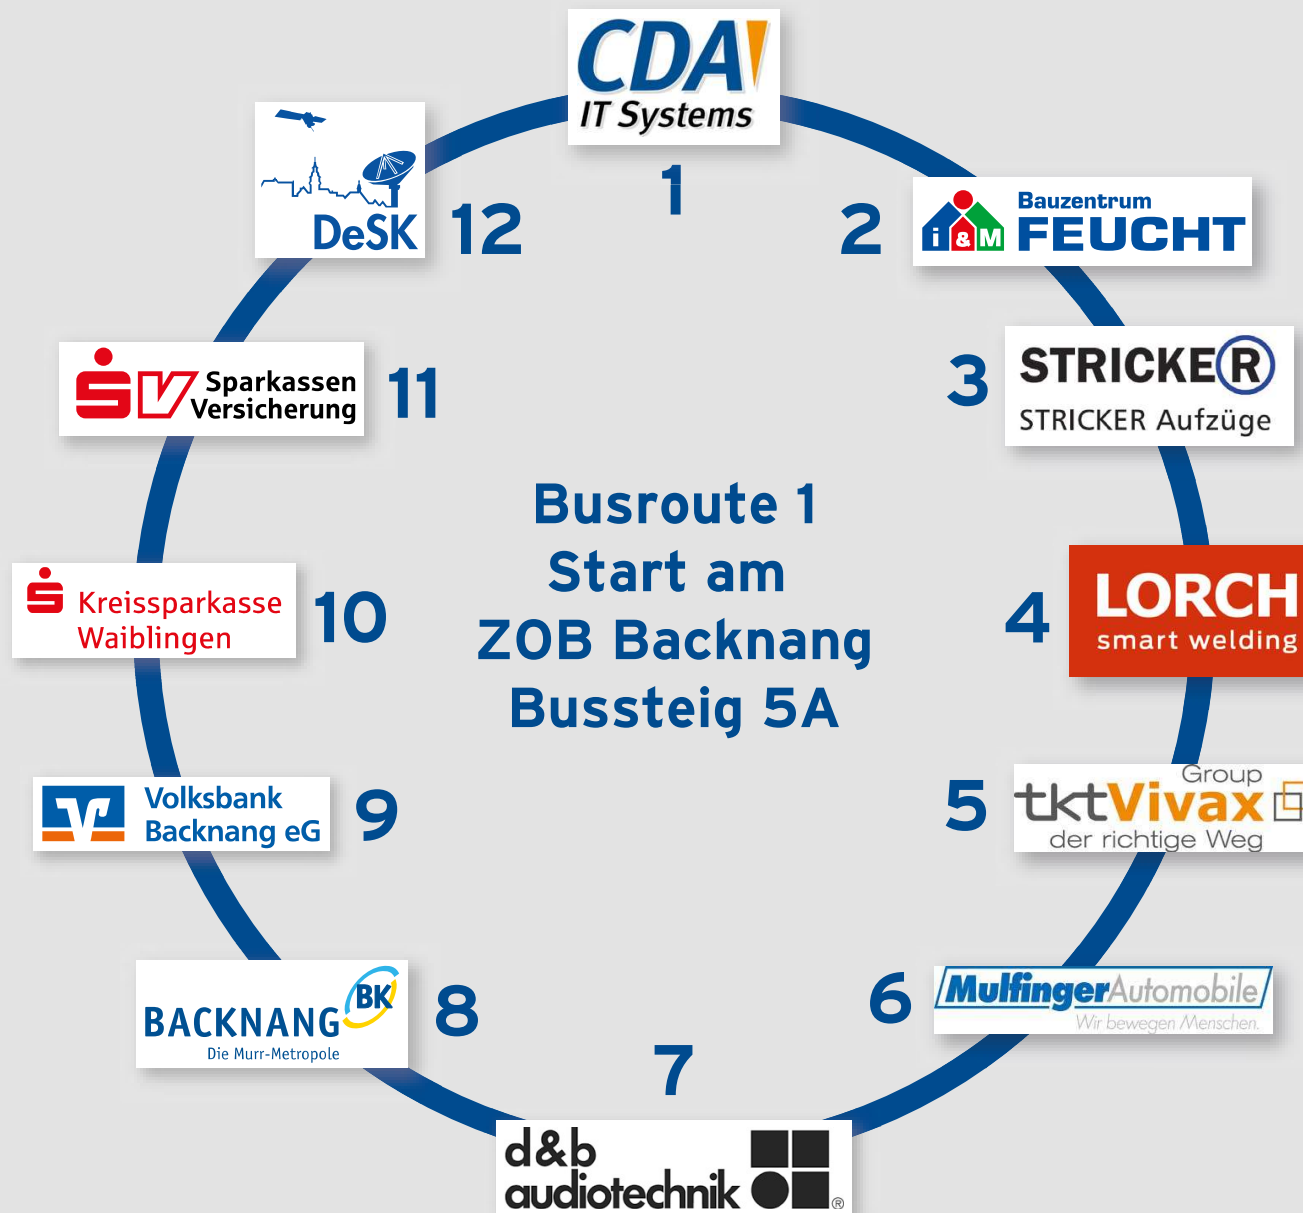 CDA
IT Systems
1
2
i&M
Bauzentrum
FEUCHT
3
STRICKER
STRICKER Aufzüge
4
LORCH
smart welding
5
Group
tktVivax
der richtige Weg
6
MulfingerAutomobile
Wir bewegen Menschen.
7
d&b
audiotechnik ®
8
BACKNANG BK
Die Murr-Metropole
9
Volksbank
Backnang eG
10
Kreissparkasse
Waiblingen
11
SV Sparkassen
Versicherung
12
DeSK
Busroute 1
Start am
ZOB Backnang
Bussteig 5A